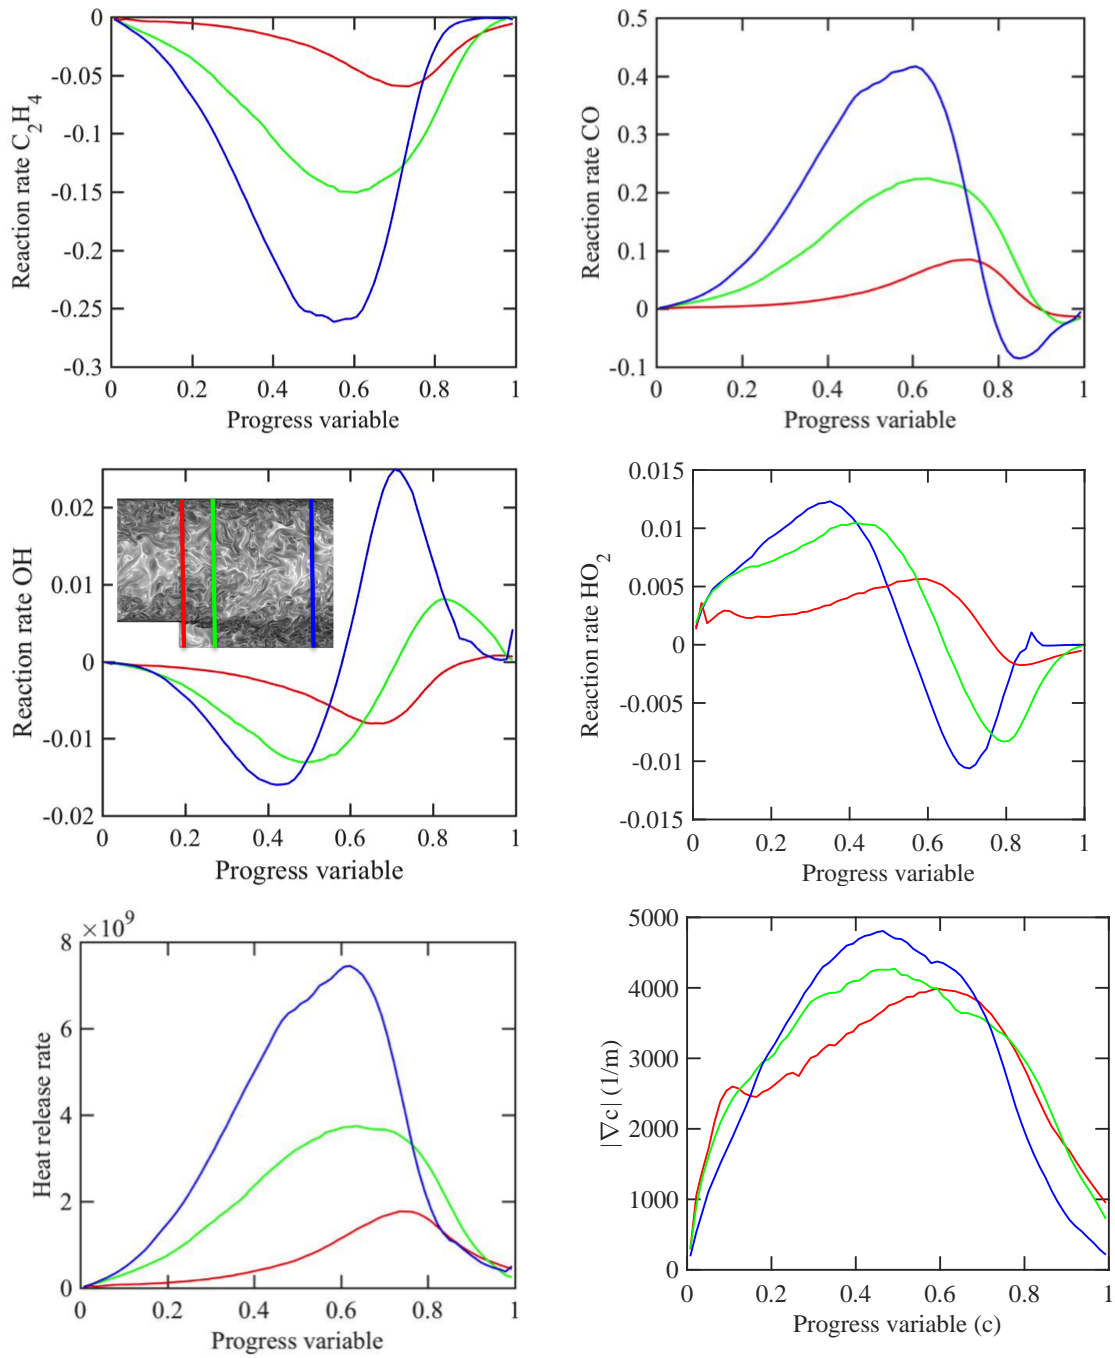 0
-0.05
-0.1
-0.15
-0.2
-0.25
-0.3
Reaction rate C₂H₄
0 0.2 0.4 0.6 0.8 1
Progress variable
0.5
0.4
0.3
0.2
0.1
0
-0.1
Reaction rate CO
0 0.2 0.4 0.6 0.8 1
Progress variable
0.02
0.01
0
-0.01
-0.02
Reaction rate OH
0 0.2 0.4 0.6 0.8 1
Progress variable
0.015
0.01
0.005
0
-0.005
-0.01
-0.015
Reaction rate HO₂
0 0.2 0.4 0.6 0.8 1
Progress variable
×10⁹
8
6
4
2
0
Heat release rate
0 0.2 0.4 0.6 0.8 1
Progress variable
5000
4000
3000
2000
1000
0
|∇c| (1/m)
0.2 0.4 0.6 0.8 1
Progress variable (c)